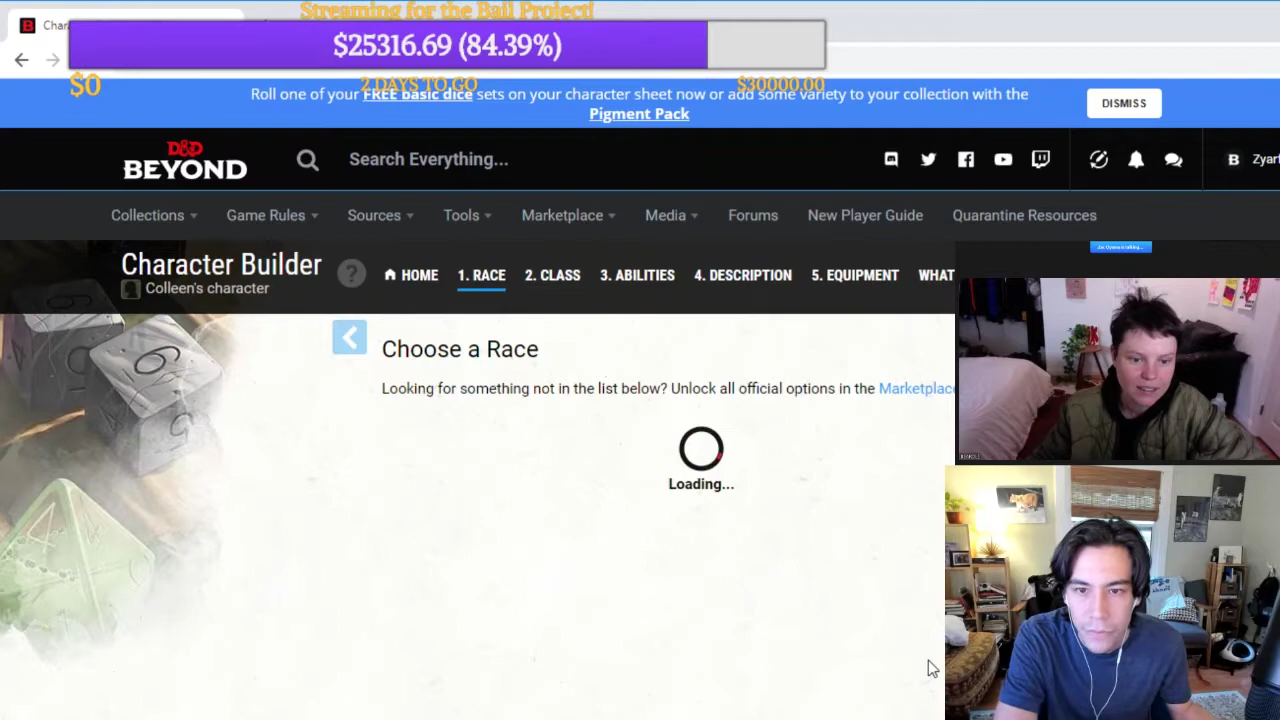 Streaming for the Bail Project!
Char
$25316.69 (84.39%)
$0
2 DAYS TO GO
$30000.00
Roll one of your FREE basic dice sets on your character sheet now or add some variety to your collection with the
Pigment Pack
DISMISS
D&D
BEYOND
Search Everything...
Zyar
Collections
Game Rules
Sources
Tools
Marketplace
Media
Forums
New Player Guide
Quarantine Resources
Character Builder
Colleen's character
?
HOME
1. RACE
2. CLASS
3. ABILITIES
4. DESCRIPTION
5. EQUIPMENT
WHAT
Choose a Race
Looking for something not in the list below? Unlock all official options in the Marketplace
Loading...